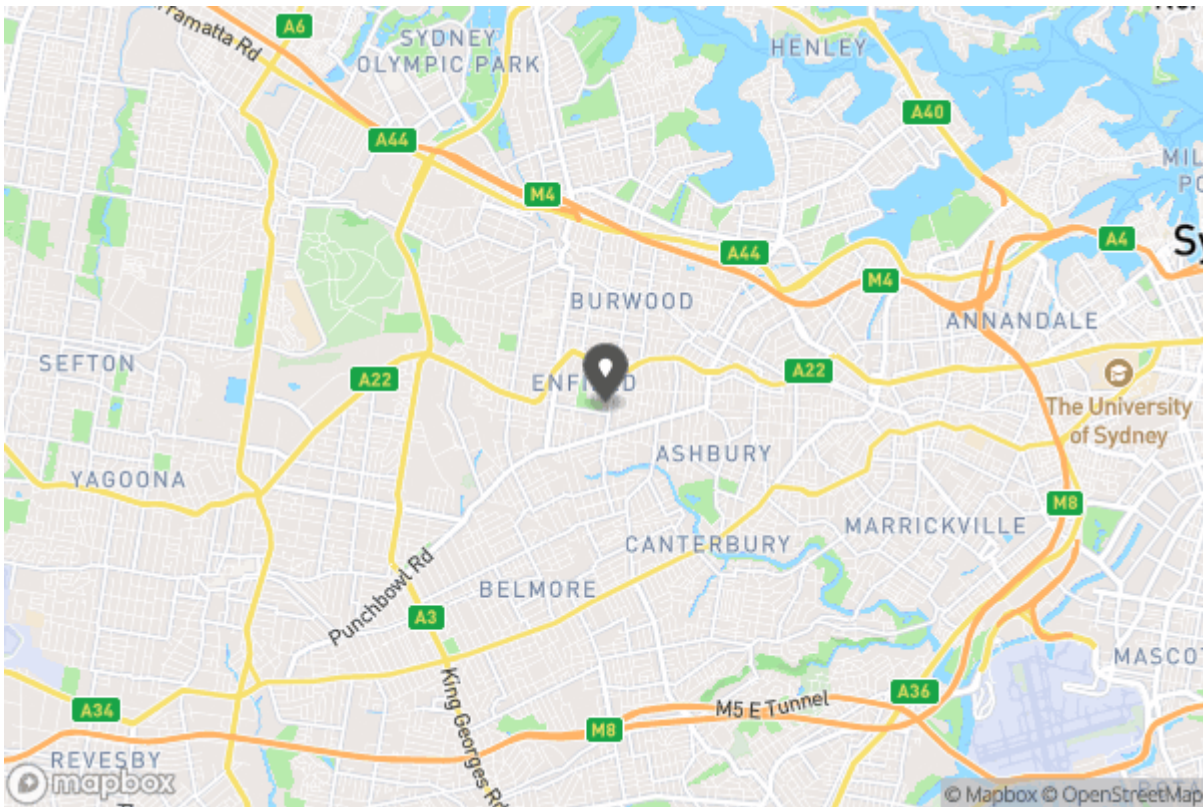 A6
SYDNEY
OLYMPIC PARK
HENLEY
A40
A44
M4
A44
A4
M4
BURWOOD
ANNANDALE
SEFTON
A22
ENFIELD
A22
The University
of Sydney
ASHBURY
YAGOONA
M8
MARRICKVILLE
CANTERBURY
Punchbowl Rd
BELMORE
A3
King Georges Rd
A36
M5 E Tunnel
A34
M8
REVESBY
mapbox
© Mapbox © OpenStreetMap